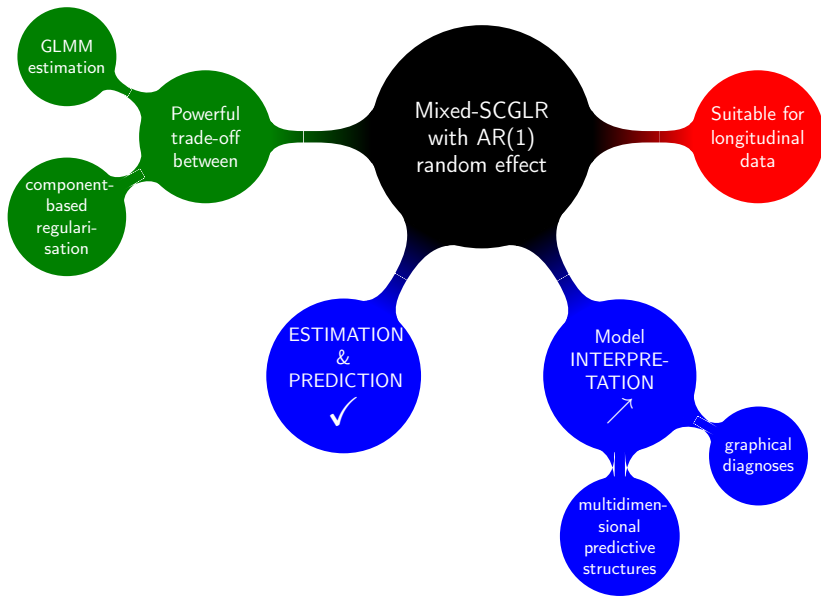 GLMM
estimation
Powerful
trade-off
between
component-
based
regulari-
sation
Mixed-SCGLR
with AR(1)
random effect
Suitable for
longitudinal
data
ESTIMATION
&
PREDICTION
✓
Model
INTERPRE-
TATION
↗
graphical
diagnoses
multidimen-
sional
predictive
structures